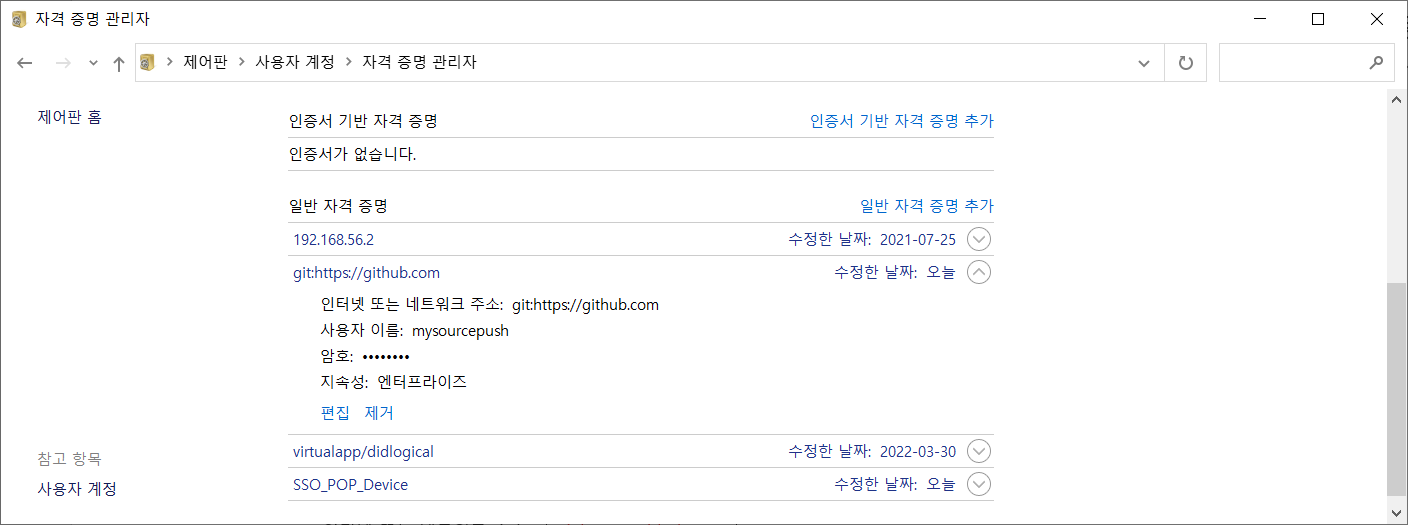 자격 증명 관리자
제어판 > 사용자 계정 > 자격 증명 관리자
제어판 홈
인증서 기반 자격 증명 인증서 기반 자격 증명 추가
인증서가 없습니다.
일반 자격 증명 일반 자격 증명 추가
192.168.56.2 수정한 날짜: 2021-07-25
git:https://github.com 수정한 날짜: 오늘
인터넷 또는 네트워크 주소: git:https://github.com
사용자 이름: mysourcepush
암호: ••••••••
지속성: 엔터프라이즈
편집 제거
virtualapp/didlogical 수정한 날짜: 2022-03-30
SSO_POP_Device 수정한 날짜: 오늘
참고 항목
사용자 계정